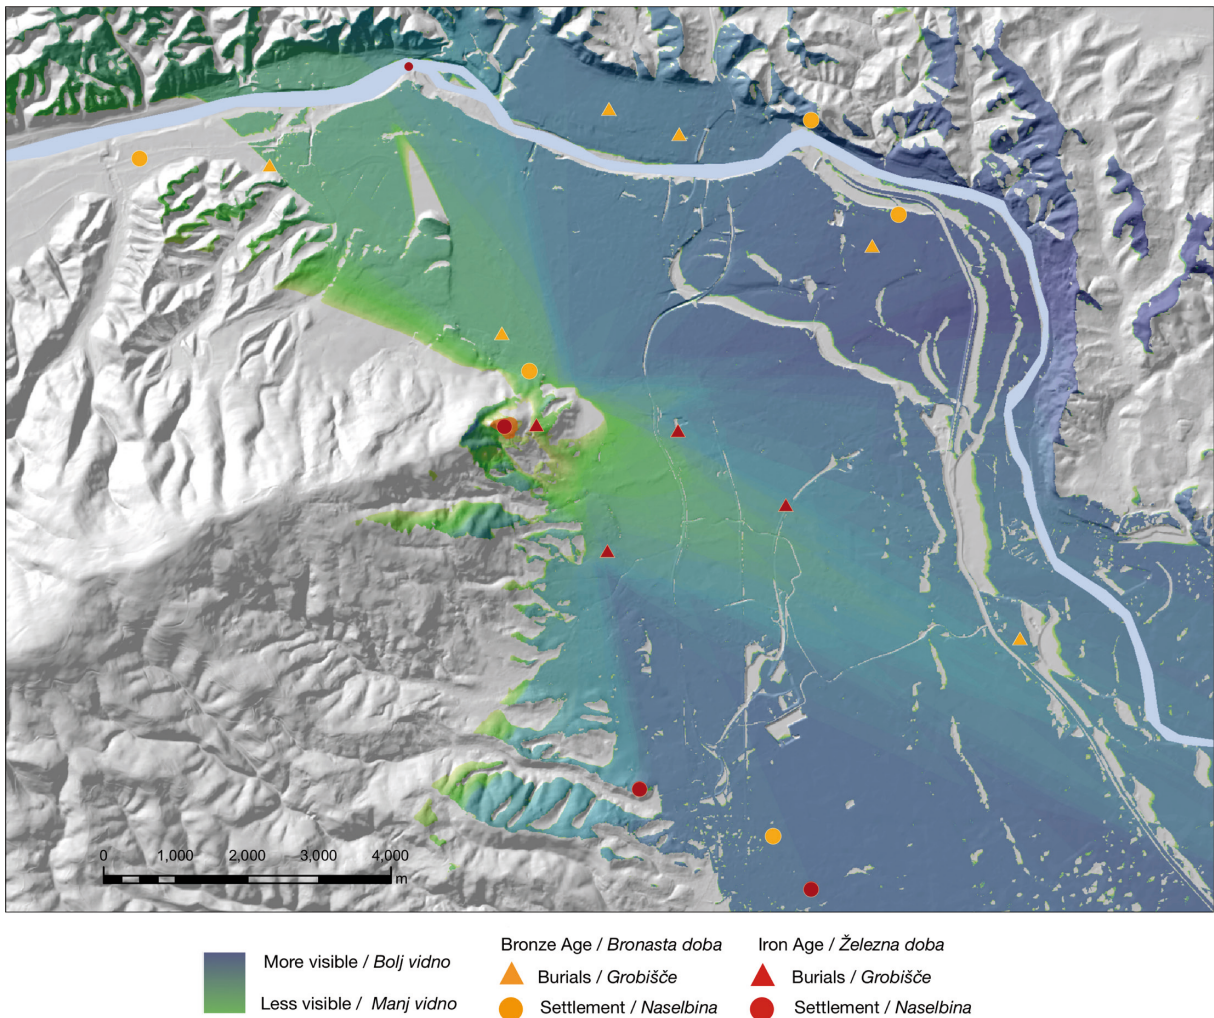 0 1,000 2,000 3,000 4,000
m
More visible / Bolj vidno
Less visible / Manj vidno
Bronze Age / Bronasta doba
Burials / Grobišče
Settlement / Naselbina
Iron Age / Železna doba
Burials / Grobišče
Settlement / Naselbina